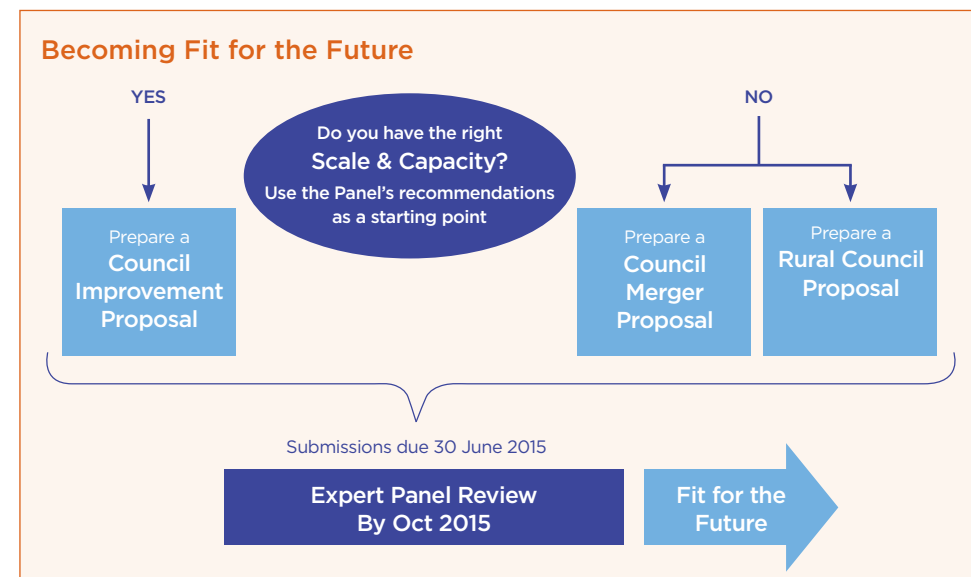 Becoming Fit for the Future
YES
Do you have the right
Scale & Capacity?
Use the Panel's recommendations
as a starting point
NO
Prepare a
Council
Improvement
Proposal
Prepare a
Council
Merger
Proposal
Prepare a
Rural Council
Proposal
Submissions due 30 June 2015
Expert Panel Review
By Oct 2015
Fit for the
Future